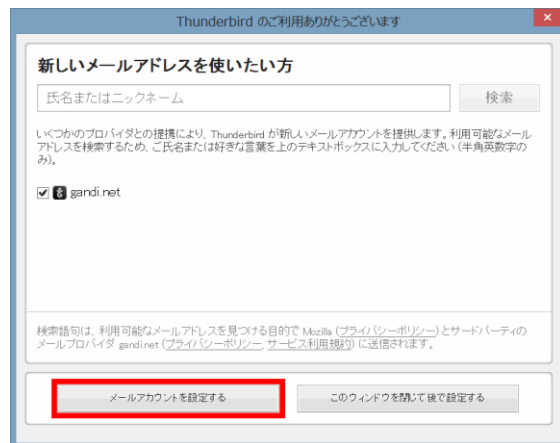 Thunderbird のご利用ありがとうございます
新しいメールアドレスを使いたい方
氏名またはニックネーム
検索
いくつかのプロバイダとの提携により、Thunderbird が新しいメールアカウントを提供します。利用可能なメール
アドレスを検索するため、ご氏名または好きな言葉を上のテキストボックスに入力してください (半角英数字の
み)。
gandi.net
検索語句は、利用可能なメールアドレスを見つける目的で Mozilla (プライバシーポリシー) とサードパーティの
メールプロバイダ gandi.net (プライバシーポリシー, サービス利用規約) に送信されます。
メールアカウントを設定する
このウィンドウを閉じて後で設定する